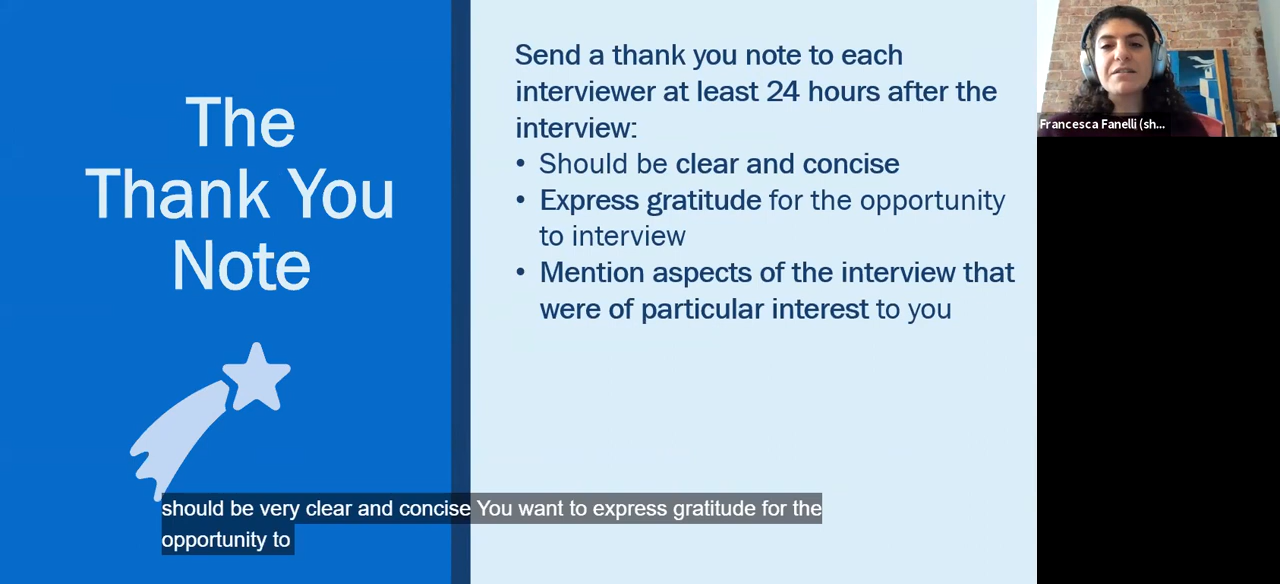 The
Thank You
Note
Send a thank you note to each
interviewer at least 24 hours after the
interview:
• Should be clear and concise
• Express gratitude for the opportunity
to interview
• Mention aspects of the interview that
were of particular interest to you
Francesca Fanelli (sh...
should be very clear and concise You want to express gratitude for the
opportunity to